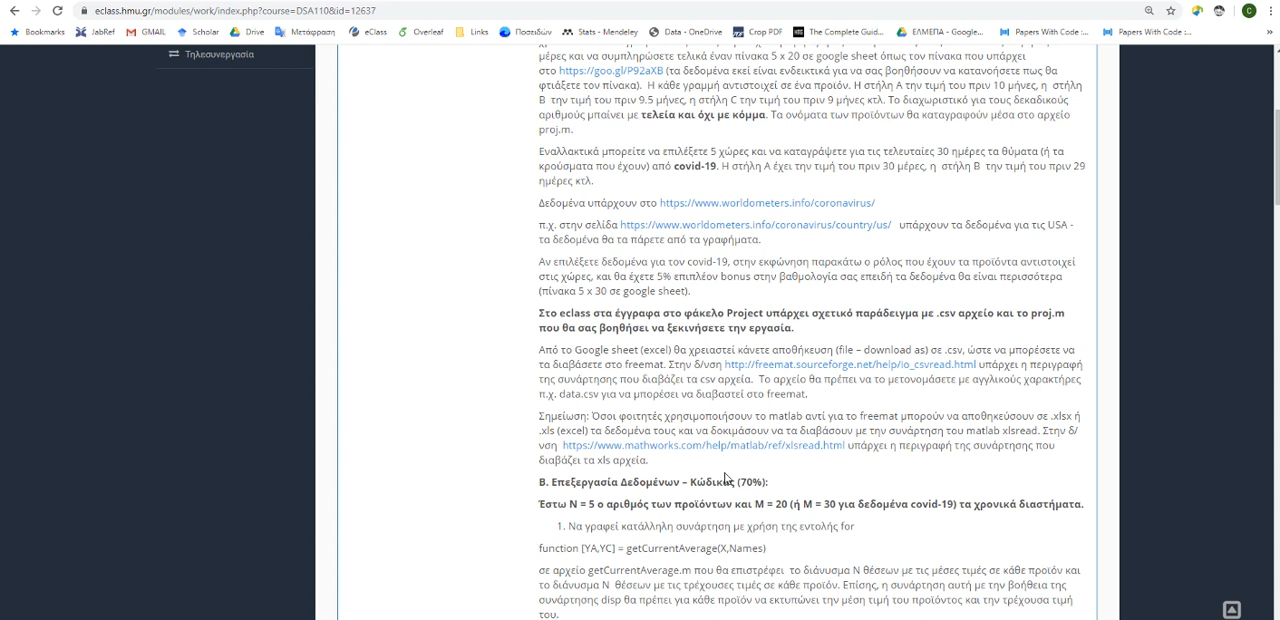 eclass.hmu.gr/modules/work/index.php?course=DSA110&id=12637
C
Bookmarks JabRef GMAIL Scholar Drive Μετάφραση eClass Overleaf Links Ποσειδών Stats - Mendeley Data - OneDrive Crop PDF The Complete Guid... ΕΛΜΕΠΑ - Google... Papers With Code :... Papers With Code :... »
Τηλεσυνεργασία
μέρες και να συμπληρώσετε τελικά έναν πίνακα 5 x 20 σε google sheet όπως τον πίνακα που υπάρχει
στο https://goo.gl/P92aXB (τα δεδομένα εκεί είναι ενδεικτικά για να σας βοηθήσουν να κατανοήσετε πως θα
φτιάξετε τον πίνακα). Η κάθε γραμμή αντιστοιχεί σε ένα προιόν. Η στήλη Α την τιμή του πριν 10 μήνες, η στήλη
Β την τιμή του πριν 9.5 μήνες, η στήλη C την τιμή του πριν 9 μήνες κτλ. Το διαχωριστικό για τους δεκαδικούς
αριθμούς μπαίνει με τελεία και όχι με κόμμα. Τα ονόματα των προϊόντων θα καταγραφούν μέσα στο αρχείο
proj.m.
Εναλλακτικά μπορείτε να επιλέξετε 5 χώρες και να καταγράψετε για τις τελευταίες 30 ημέρες τα θύματα (ή τα
κρούσματα που έχουν) από covid-19. Η στήλη Α έχει την τιμή του πριν 30 μέρες, η στήλη Β την τιμή του πριν 29
ημέρες κτλ.
Δεδομένα υπάρχουν στο https://www.worldometers.info/coronavirus/
π.χ. στην σελίδα https://www.worldometers.info/coronavirus/country/us/ υπάρχουν τα δεδομένα για τις USA -
τα δεδομένα θα τα πάρετε από τα γραφήματα.
Αν επιλέξετε δεδομένα για τον covid-19, στην εκφώνηση παρακάτω ο ρόλος που έχουν τα προϊόντα αντιστοιχεί
στις χώρες, και θα έχετε 5% επιπλέον bonus στην βαθμολογία σας επειδή τα δεδομένα θα είναι περισσότερα
(πίνακα 5 x 30 σε google sheet).
Στο eclass στα έγγραφα στο φάκελο Project υπάρχει σχετικό παράδειγμα με .csv αρχείο και το proj.m
που θα σας βοηθήσει να ξεκινήσετε την εργασία.
Από το Google sheet (excel) θα χρειαστεί κάνετε αποθήκευση (file – download as) σε .csv, ώστε να μπορέσετε να
τα διαβάσετε στο freemat. Στην δ/νση http://freemat.sourceforge.net/help/io_csvread.html υπάρχει η περιγραφή
της συνάρτησης που διαβάζει τα csv αρχεία. Το αρχείο θα πρέπει να το μετονομάσετε με αγγλικούς χαρακτήρες
π.χ. data.csv για να μπορέσει να διαβαστεί στο freemat.
Σημείωση: Όσοι φοιτητές χρησιμοποιήσουν το matlab αντί για το freemat μπορούν να αποθηκεύσουν σε .xlsx ή
.xls (excel) τα δεδομένα τους και να δοκιμάσουν να τα διαβάσουν με την συνάρτηση του matlab xlsread. Στην δ/
νση https://www.mathworks.com/help/matlab/ref/xlsread.html υπάρχει η περιγραφή της συνάρτησης που
διαβάζει τα xls αρχεία.
Β. Επεξεργασία Δεδομένων – Κώδικας (70%):
Έστω Ν = 5 ο αριθμός των προϊόντων και Μ = 20 (ή Μ = 30 για δεδομένα covid-19) τα χρονικά διαστήματα.
1. Να γραφεί κατάλληλη συνάρτηση με χρήση της εντολής for
function [YA,YC] = getCurrentAverage(X,Names)
σε αρχείο getCurrentAverage.m που θα επιστρέφει το διάνυσμα Ν θέσεων με τις μέσες τιμές σε κάθε προϊόν και
το διάνυσμα Ν θέσεων με τις τρέχουσες τιμές σε κάθε προϊόν. Επίσης, η συνάρτηση αυτή με την βοήθεια της
συνάρτησης disp θα πρέπει για κάθε προϊόν να εκτυπώνει την μέση τιμή του προϊόντος και την τρέχουσα τιμή
του.